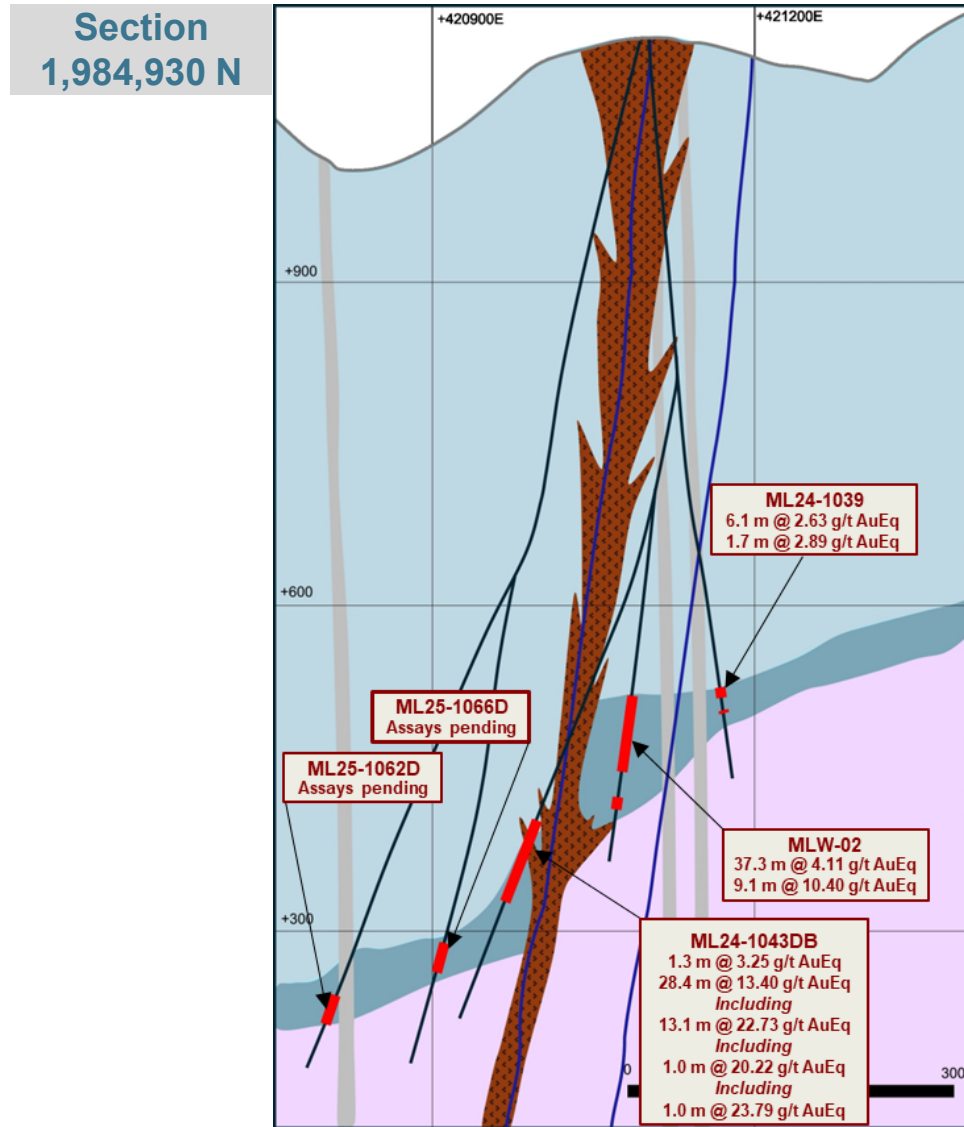 Section
1,984,930 N
+420900E
+421200E
+900
ML24-1039
6.1 m @ 2.63 g/t AuEq
1.7 m @ 2.89 g/t AuEq
+600
ML25-1066D
Assays pending
ML25-1062D
Assays pending
MLW-02
37.3 m @ 4.11 g/t AuEq
9.1 m @ 10.40 g/t AuEq
+300
ML24-1043DB
1.3 m @ 3.25 g/t AuEq
28.4 m @ 13.40 g/t AuEq
Including
13.1 m @ 22.73 g/t AuEq
Including
1.0 m @ 20.22 g/t AuEq
Including
1.0 m @ 23.79 g/t AuEq
0
300